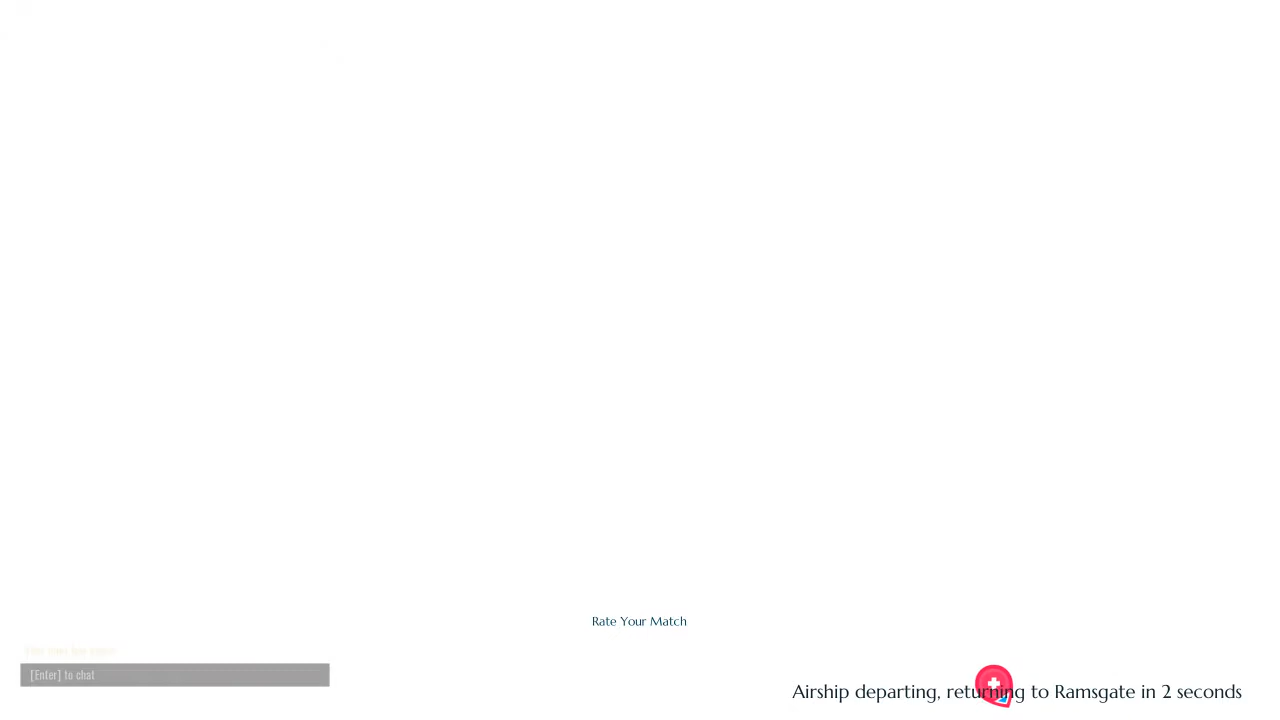 Rate Your Match
[Enter] to chat
Airship departing, returning to Ramsgate in 2 seconds